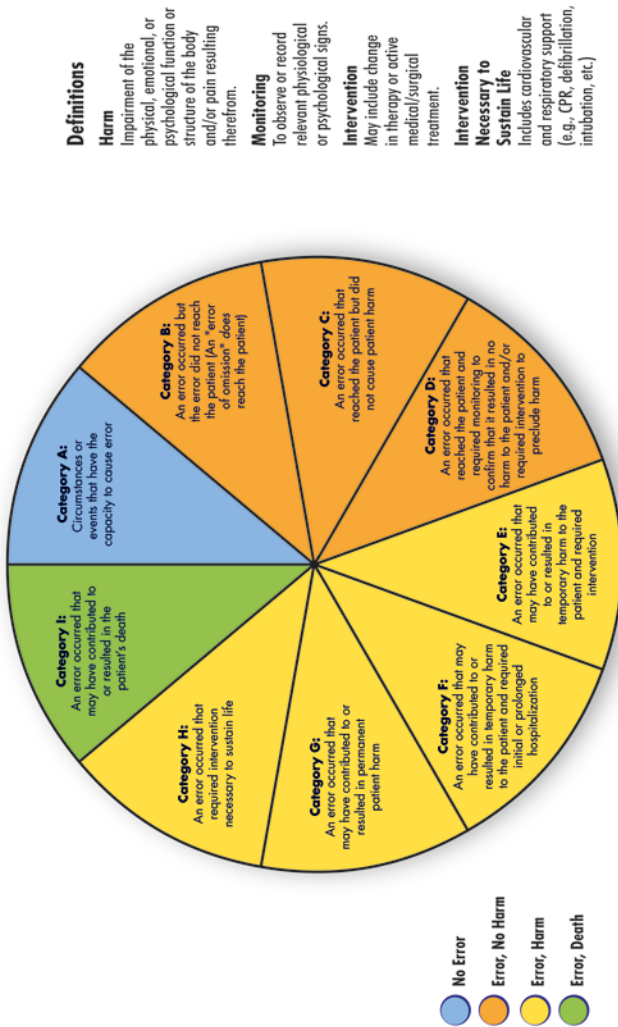 Category A:
Circumstances or
events that have the
capacity to cause error
Category B:
An error occurred but
the error did not reach
the patient (An "error
of omission" does
reach the patient)
Category C:
An error occurred that
reached the patient but did
not cause patient harm
Category D:
An error occurred that
reached the patient and
required monitoring to
confirm that it resulted in no
harm to the patient and/or
required intervention to
preclude harm
Category E:
An error occurred that
may have contributed
to or resulted in
temporary harm to the
patient and required
intervention
Category F:
An error occurred that may
have contributed to or
resulted in temporary harm
to the patient and required
initial or prolonged
hospitalization
Category G:
An error occurred that
may have contributed to or
resulted in permanent
patient harm
Category H:
An error occurred that
required intervention
necessary to sustain life
Category I:
An error occurred that
may have contributed to
or resulted in the
patient's death
Definitions
Harm
Impairment of the
physical, emotional, or
psychological function or
structure of the body
and/or pain resulting
therefrom.
Monitoring
To observe or record
relevant physiological
or psychological signs.
Intervention
May include change
in therapy or active
medical/surgical
treatment.
Intervention
Necessary to
Sustain Life
Includes cardiovascular
and respiratory support
(e.g., CPR, defibrillation,
intubation, etc.)
No Error
Error, No Harm
Error, Harm
Error, Death